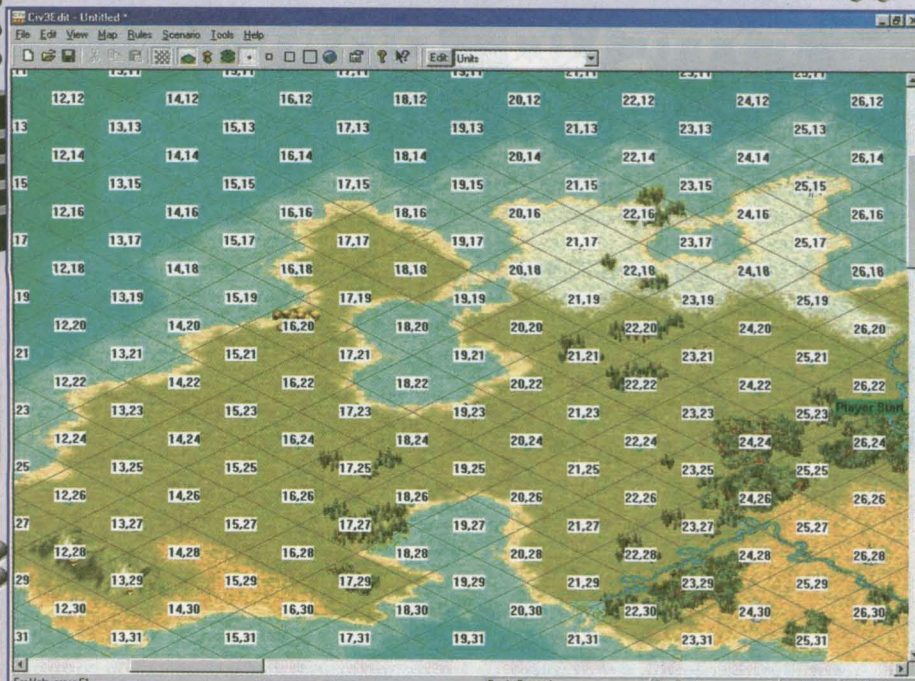 Civ3Edit - Untitled *
File Edit View Map Rules Scenario Tools Help
Edit Units
13,11 15,11 17,11 19,11 21,11 23,11 25,11
12,12 14,12 16,12 18,12 20,12 22,12 24,12 26,12
13 13,13 15,13 17,13 19,13 21,13 23,13 25,13
12,14 14,14 16,14 18,14 20,14 22,14 24,14 26,14
15 13,15 15,15 17,15 19,15 21,15 23,15 25,15
12,16 14,16 16,16 18,16 20,16 22,16 24,16 26,16
17 13,17 15,17 17,17 19,17 21,17 23,17 25,17
12,18 14,18 16,18 18,18 20,18 22,18 24,18 26,18
19 13,19 15,19 17,19 19,19 21,19 23,19 25,19
12,20 14,20 16,20 18,20 20,20 22,20 24,20 26,20
21 13,21 15,21 17,21 19,21 21,21 23,21 25,21
12,22 14,22 16,22 18,22 20,22 22,22 24,22 26,22
23 13,23 15,23 17,23 19,23 21,23 23,23 25,23 Player Start
12,24 14,24 16,24 18,24 20,24 22,24 24,24 26,24
25 13,25 15,25 17,25 19,25 21,25 23,25 25,25
12,26 14,26 16,26 18,26 20,26 22,26 24,26 26,26
27 13,27 15,27 17,27 19,27 21,27 23,27 25,27
12,28 14,28 16,28 18,28 20,28 22,28 24,28 26,28
29 13,29 15,29 17,29 19,29 21,29 23,29 25,29
12,30 14,30 16,30 18,30 20,30 22,30 24,30 26,30
31 13,31 15,31 17,31 19,31 21,31 23,31 25,31